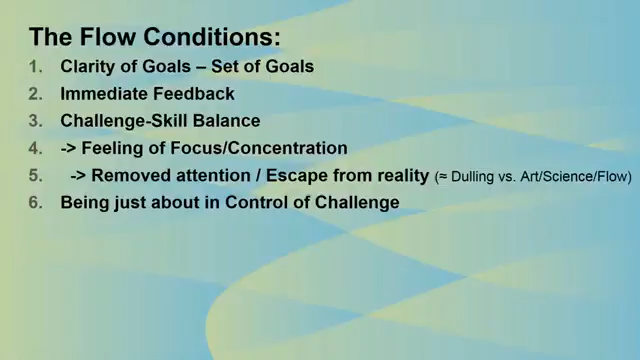 The Flow Conditions:
1. Clarity of Goals – Set of Goals
2. Immediate Feedback
3. Challenge-Skill Balance
4. -> Feeling of Focus/Concentration
5. -> Removed attention / Escape from reality (≈ Dulling vs. Art/Science/Flow)
6. Being just about in Control of Challenge